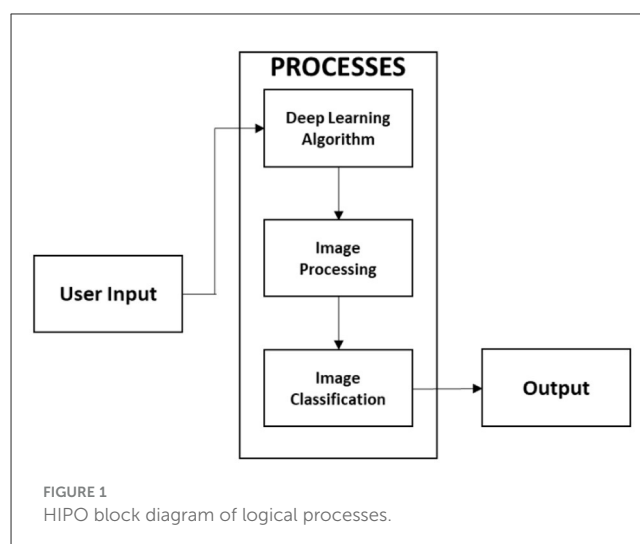 PROCESSES
Deep Learning
Algorithm
Image
Processing
User Input
Image
Classification
Output
FIGURE 1
HIPO block diagram of logical processes.